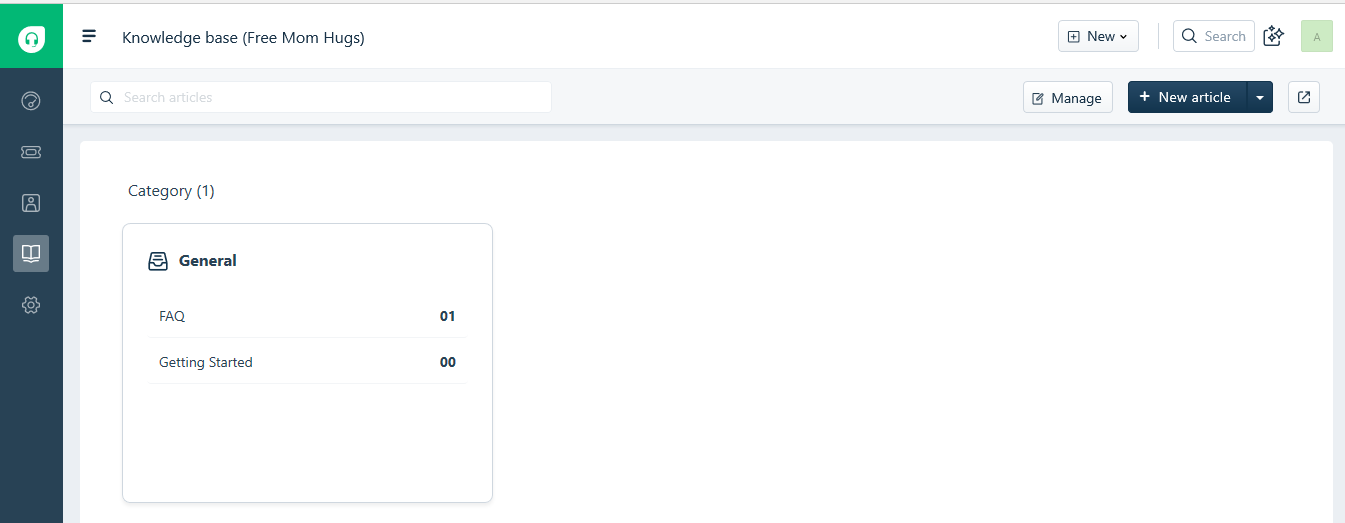 Knowledge base (Free Mom Hugs)
New
Search
A
Search articles
Manage
New article
Category (1)
General
FAQ 01
Getting Started 00